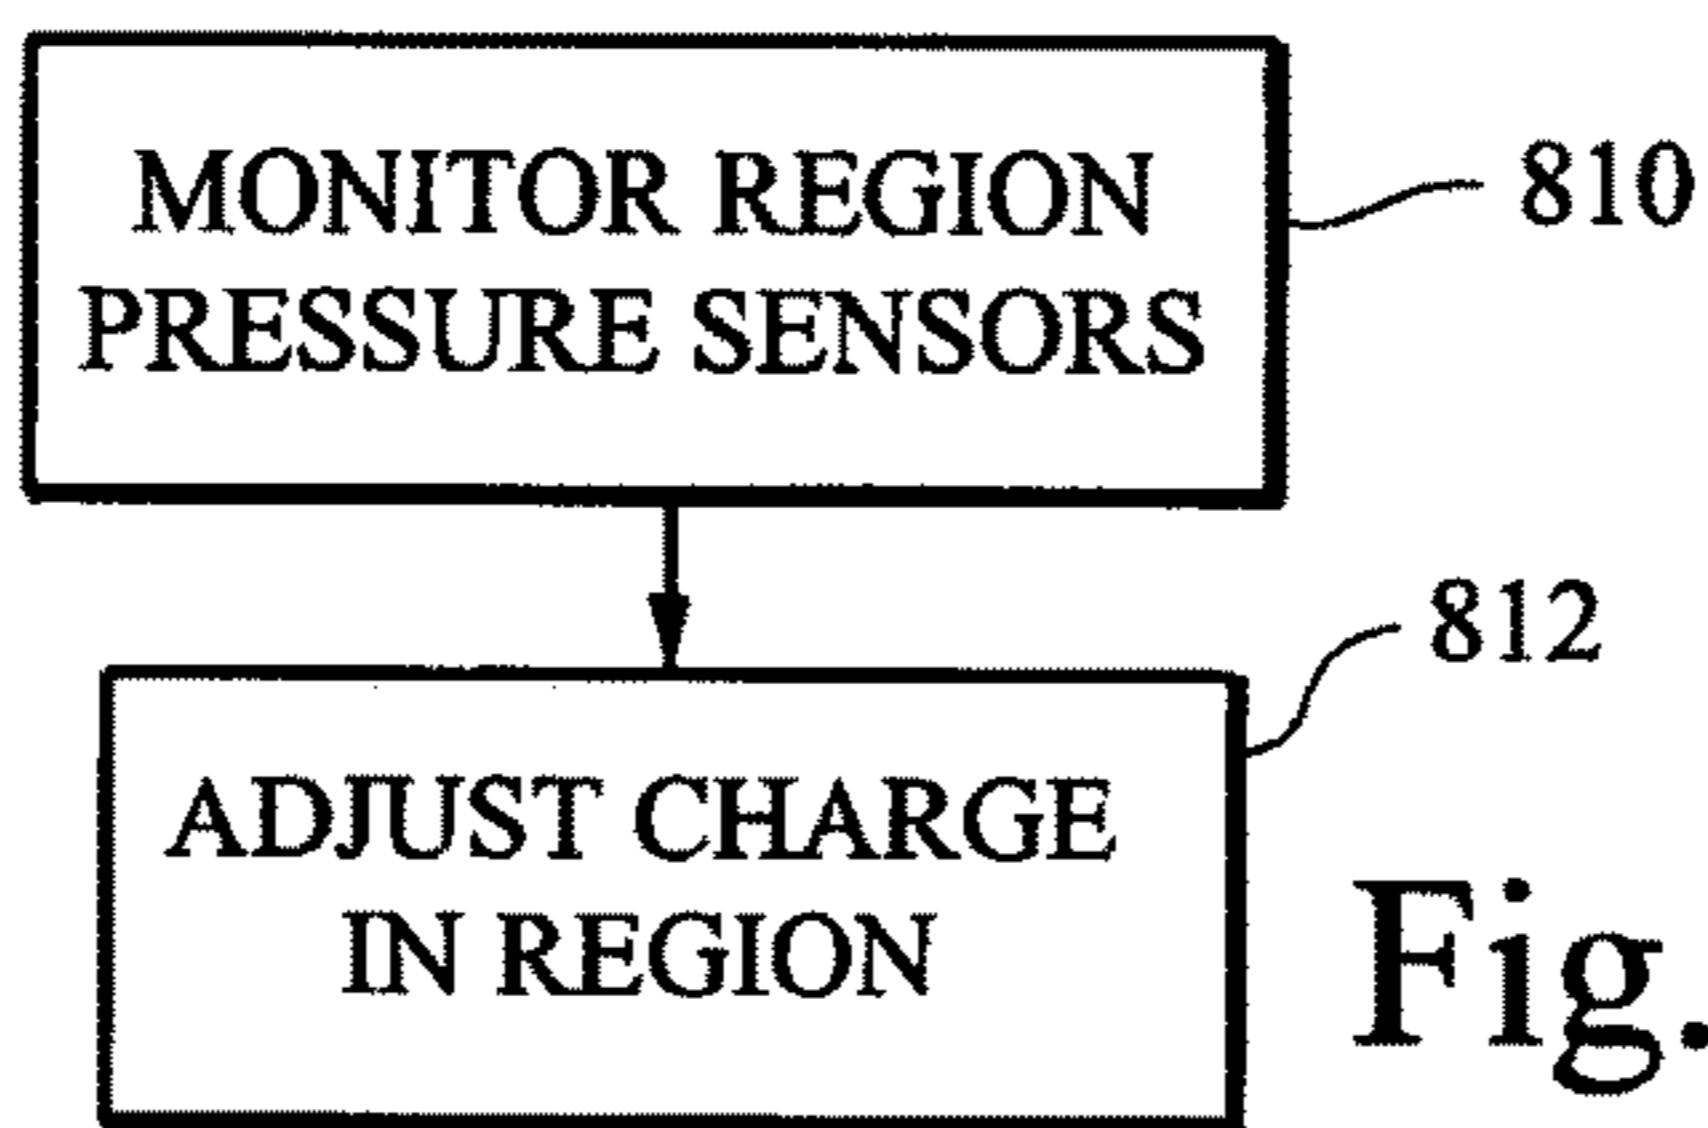 MONITOR REGION
PRESSURE SENSORS
810
812
ADJUST CHARGE
IN REGION
Fig.